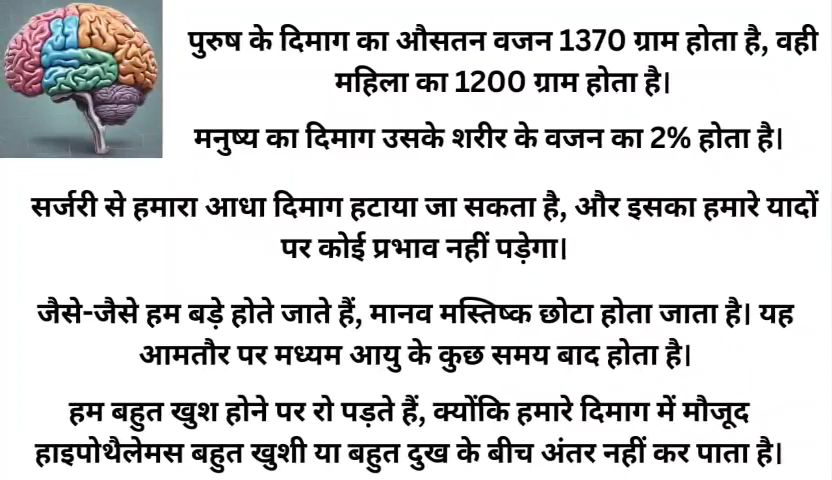 पुरुष के दिमाग का औसतन वजन 1370 ग्राम होता है, वही
महिला का 1200 ग्राम होता है।
मनुष्य का दिमाग उसके शरीर के वजन का 2% होता है।
सर्जरी से हमारा आधा दिमाग हटाया जा सकता है, और इसका हमारे यादों
पर कोई प्रभाव नहीं पड़ेगा।
जैसे-जैसे हम बड़े होते जाते हैं, मानव मस्तिष्क छोटा होता जाता है। यह
आमतौर पर मध्यम आयु के कुछ समय बाद होता है।
हम बहुत खुश होने पर रो पड़ते हैं, क्योंकि हमारे दिमाग में मौजूद
हाइपोथैलेमस बहुत खुशी या बहुत दुख के बीच अंतर नहीं कर पाता है।